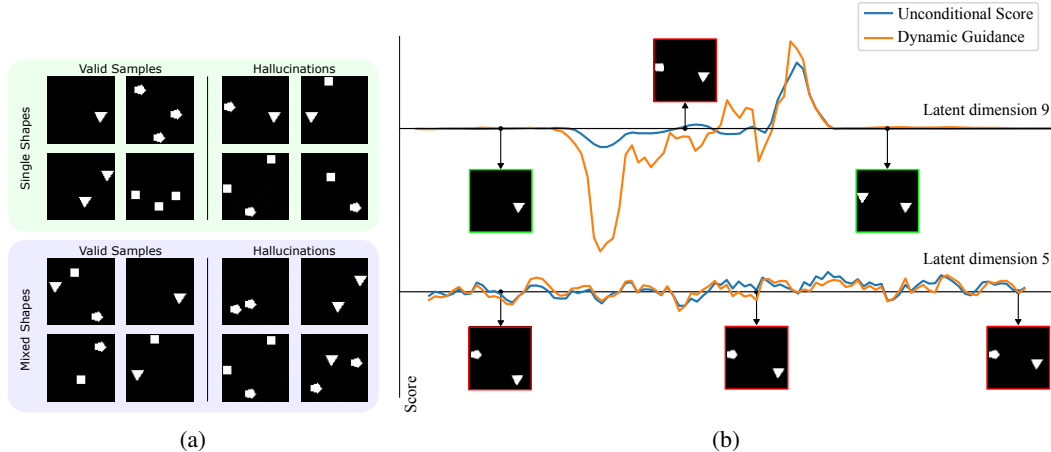 Valid Samples Hallucinations
Single Shapes
Valid Samples Hallucinations
Mixed Shapes
(a)
Unconditional Score
Dynamic Guidance
Latent dimension 9
Latent dimension 5
Score
(b)